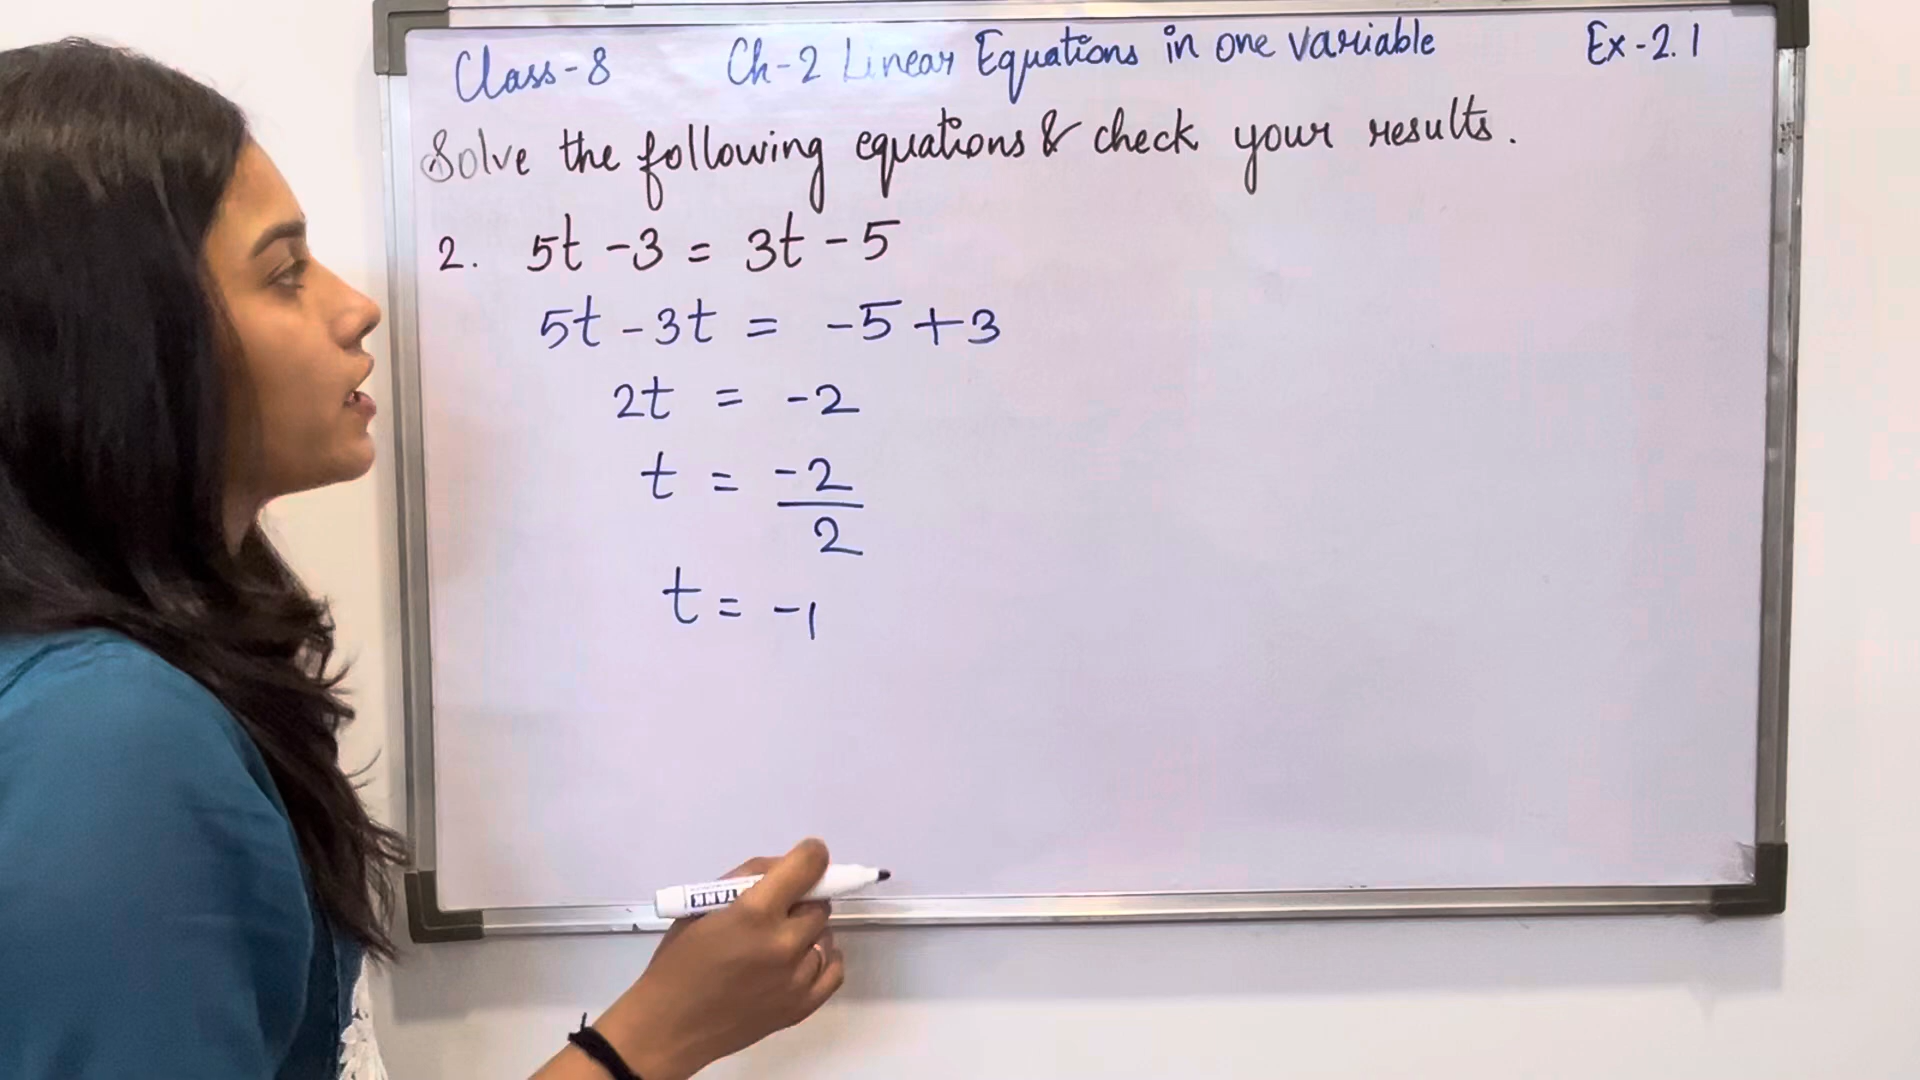 Class-8 Ch-2 Linear Equations in one variable Ex-2.1
Solve the following equations & check your results.
2. 5t - 3 = 3t - 5
5t - 3t = -5 + 3
2t = -2
t = -2/2
t = -1
TANK